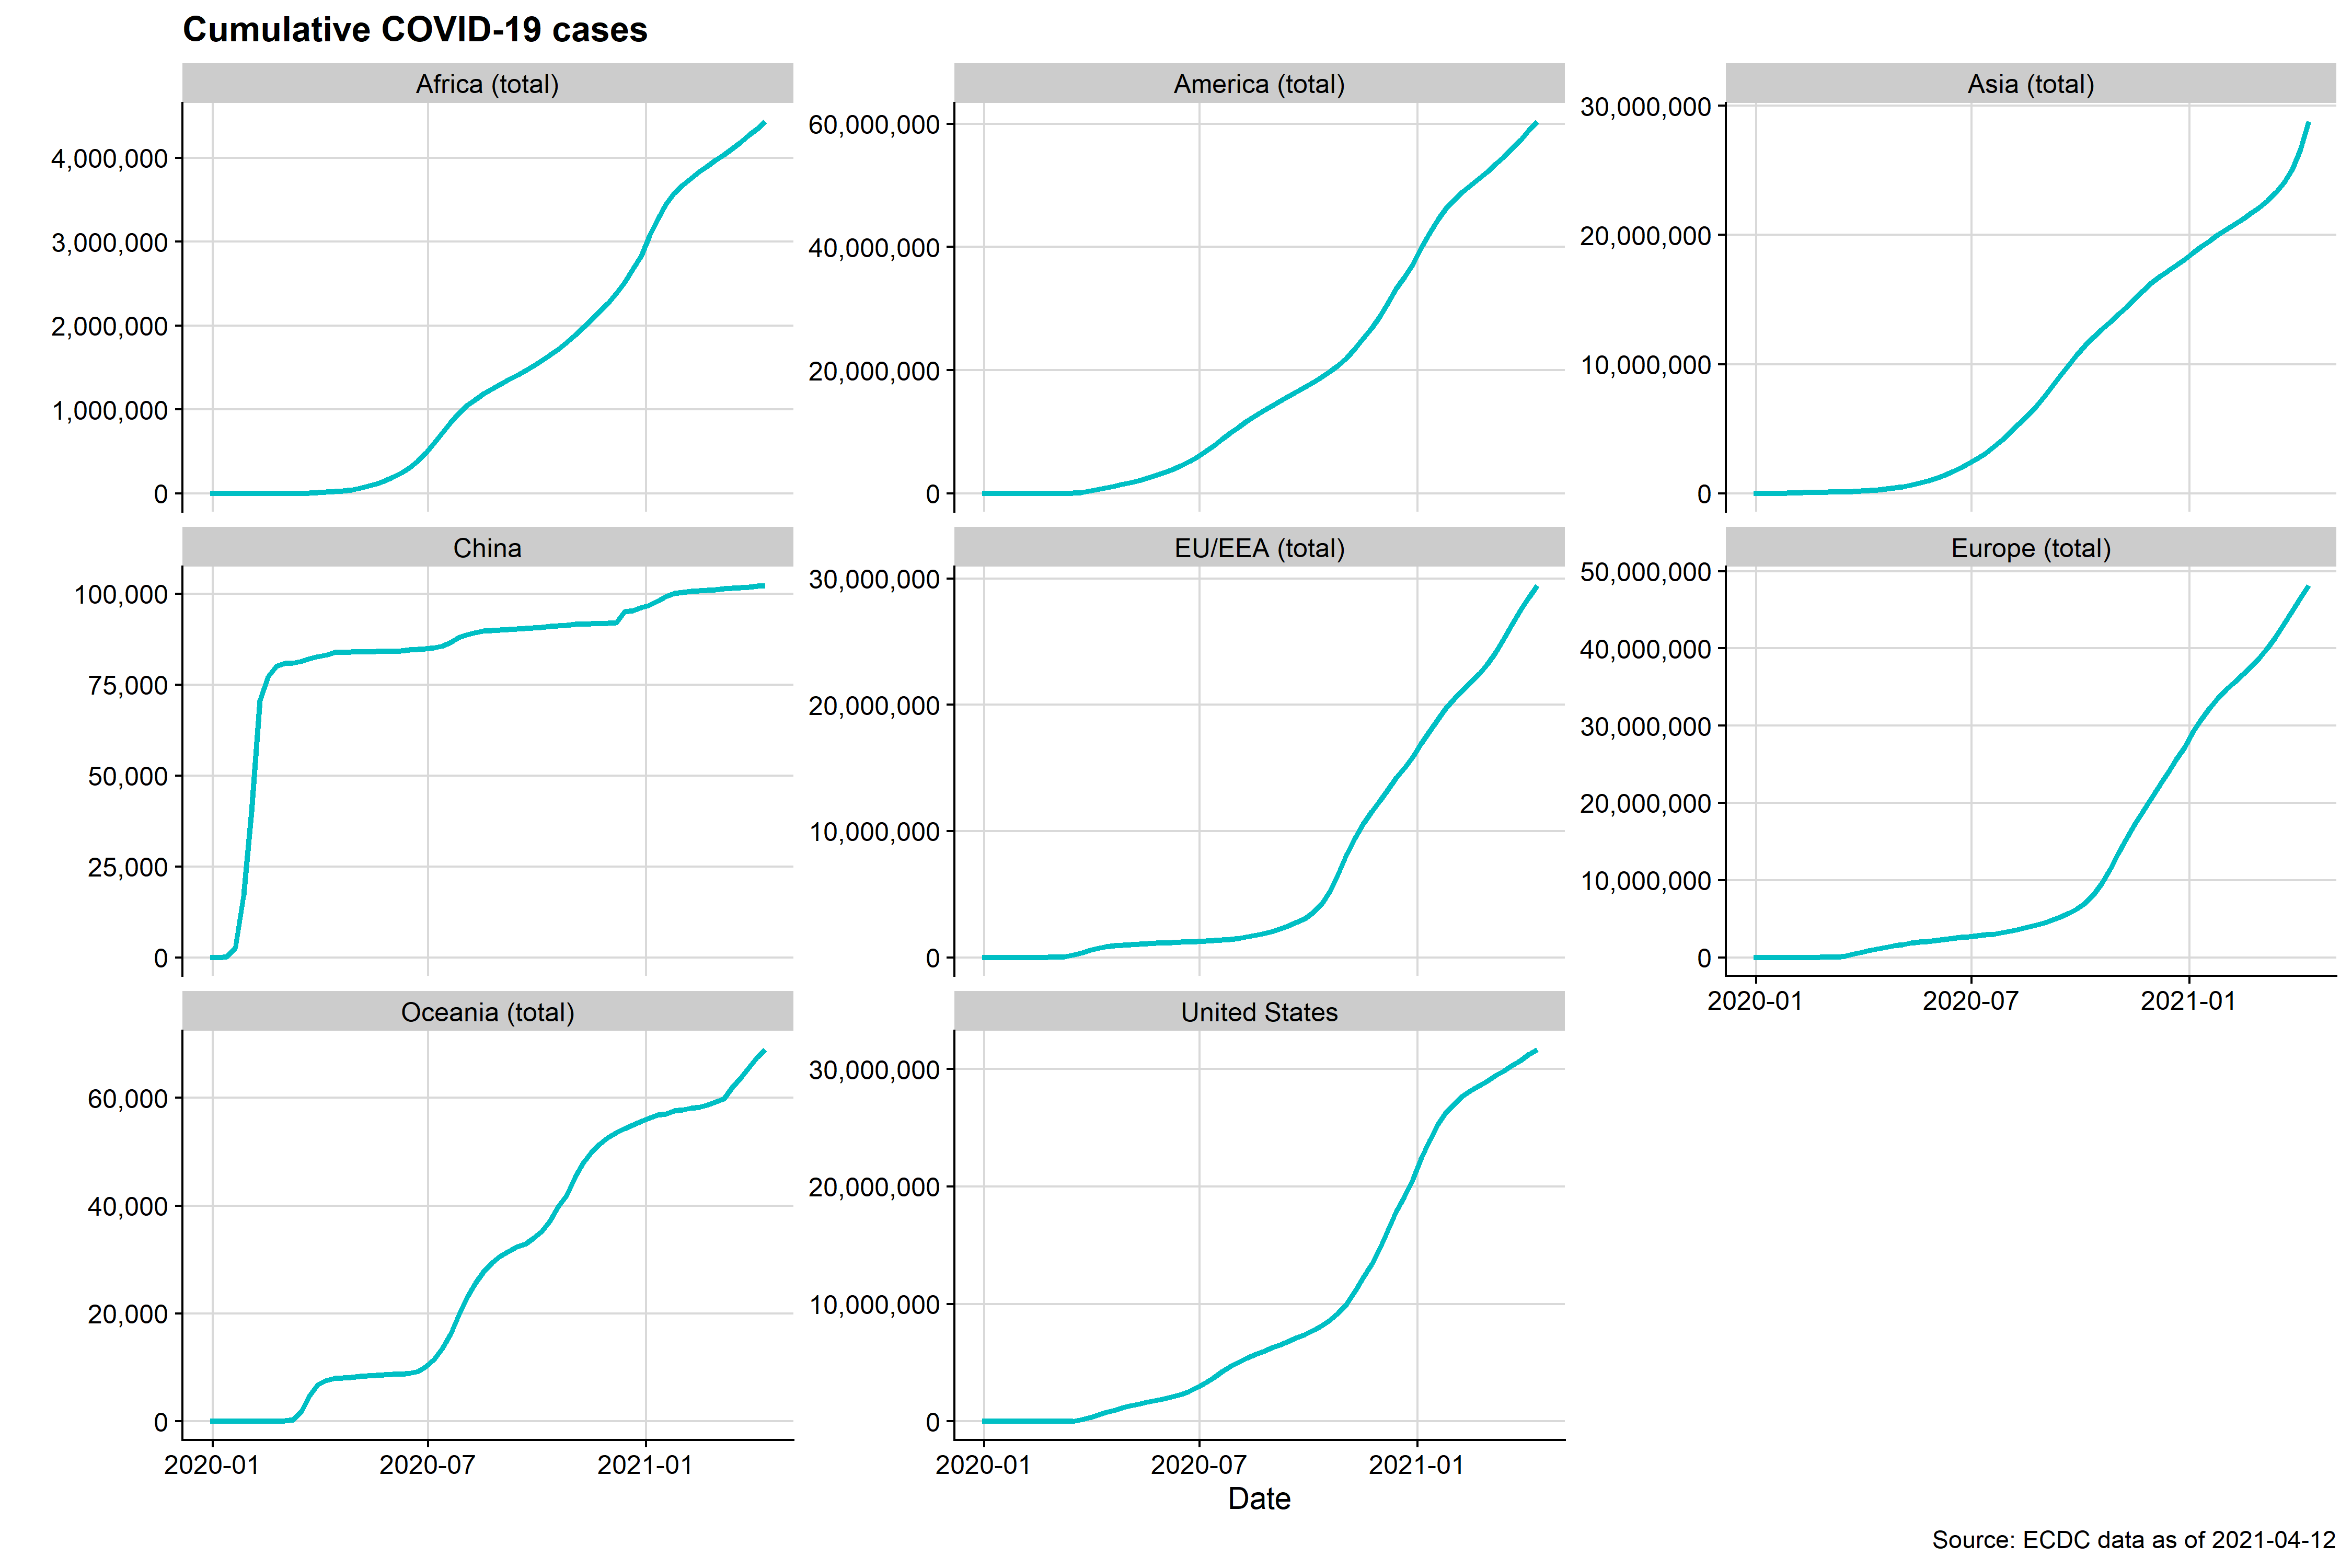 Cumulative COVID-19 cases
Africa (total)
4,000,000
3,000,000
2,000,000
1,000,000
0
America (total)
60,000,000
40,000,000
20,000,000
0
Asia (total)
30,000,000
20,000,000
10,000,000
0
China
100,000
75,000
50,000
25,000
0
EU/EEA (total)
30,000,000
20,000,000
10,000,000
0
Europe (total)
50,000,000
40,000,000
30,000,000
20,000,000
10,000,000
0
2020-01 2020-07 2021-01
Oceania (total)
60,000
40,000
20,000
0
2020-01 2020-07 2021-01
United States
30,000,000
20,000,000
10,000,000
0
2020-01 2020-07 2021-01
Date
Source: ECDC data as of 2021-04-12